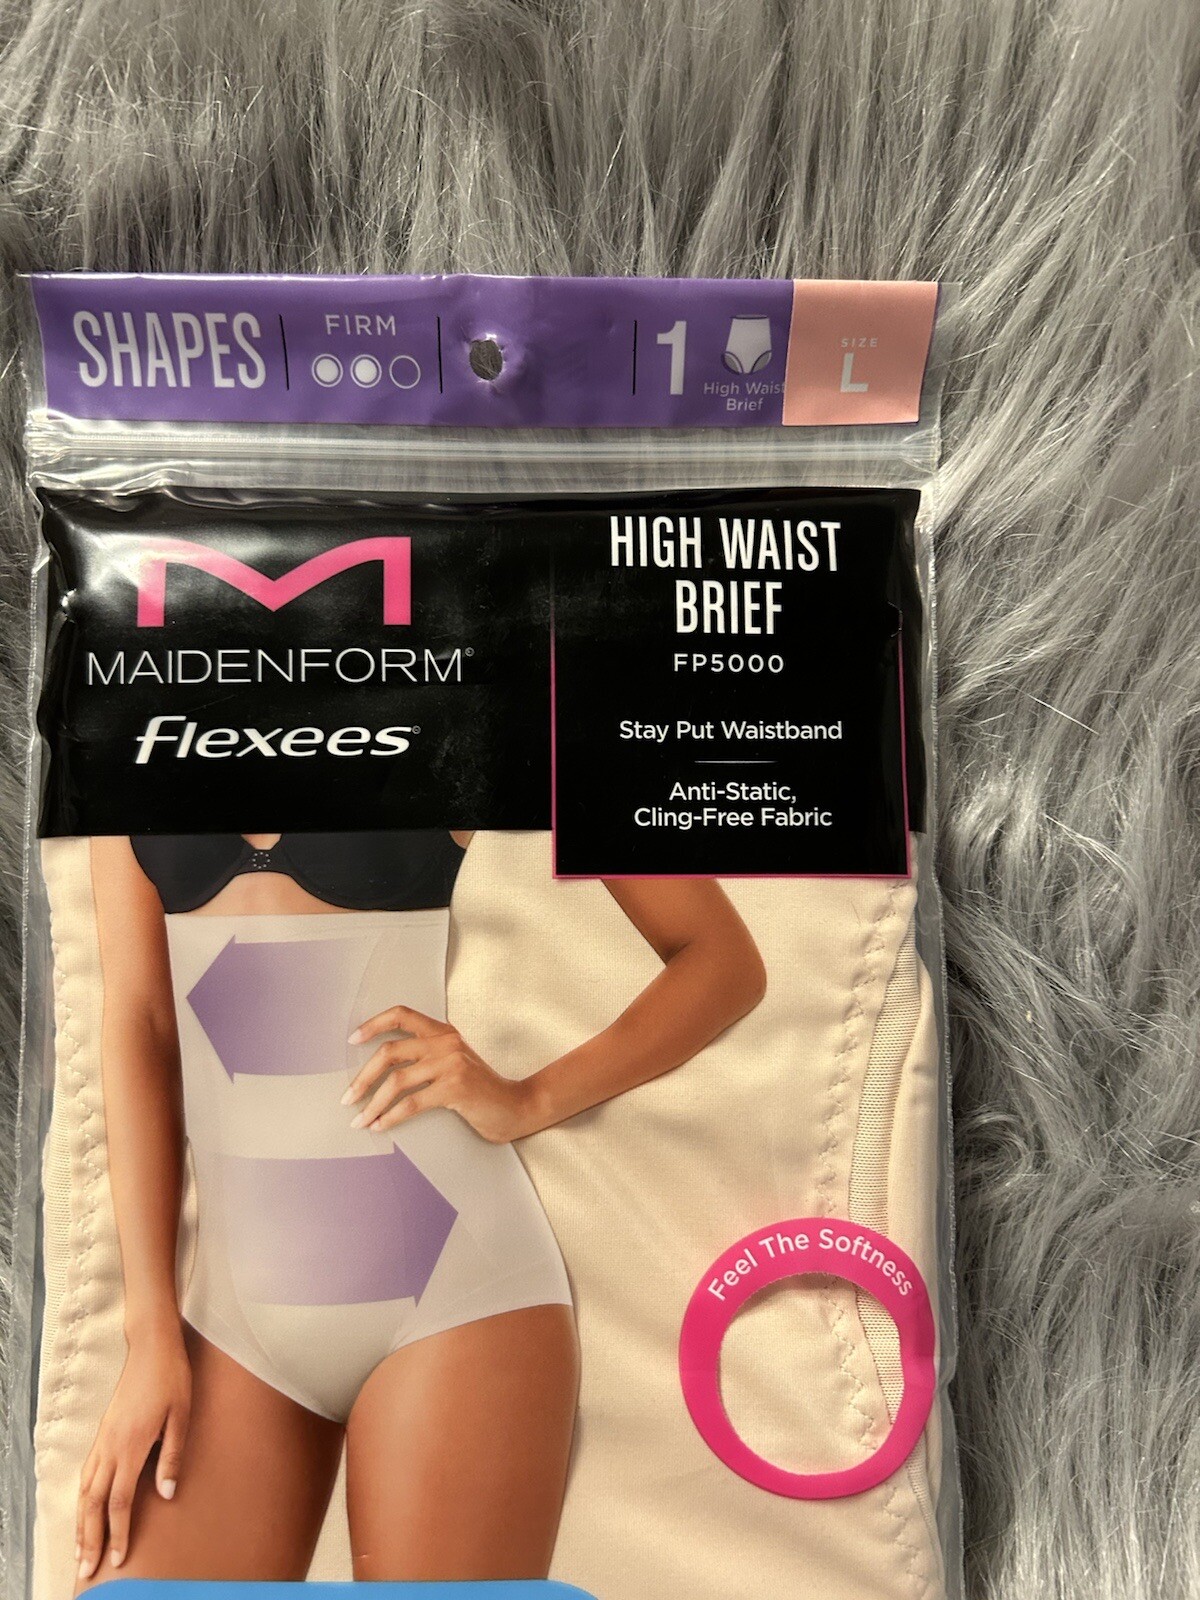 SHAPES
FIRM
1
High Waist
Brief
SIZE
L
MAIDENFORM®
flexees®
HIGH WAIST
BRIEF
FP5000
Stay Put Waistband
Anti-Static,
Cling-Free Fabric
Feel The Softness